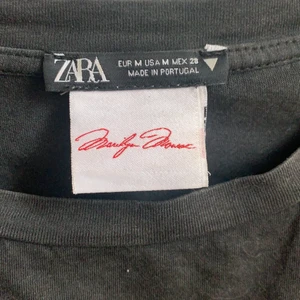 ZARA
EUR M USA M MEX 28
MADE IN PORTUGAL
Marilyn Monroe